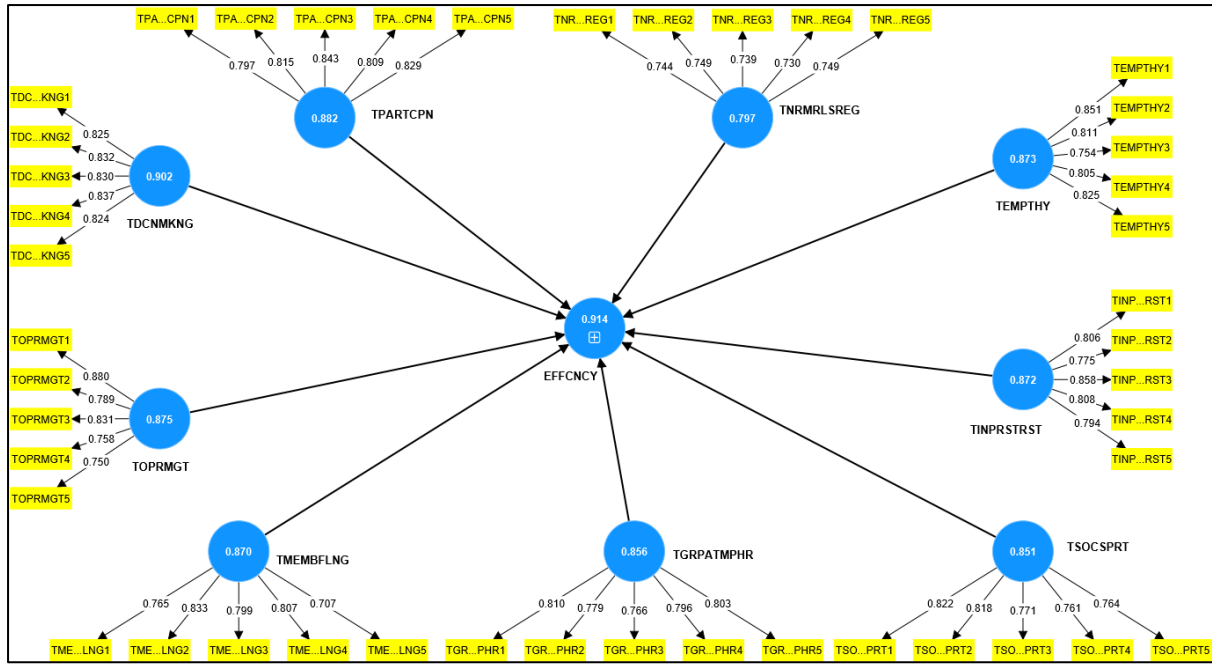 TPA...CPN1 TPA...CPN2 TPA...CPN3 TPA...CPN4 TPA...CPN5
0.797 0.815 0.843 0.809 0.829
0.882
TPARTCPN
TNR...REG1 TNR...REG2 TNR...REG3 TNR...REG4 TNR...REG5
0.744 0.749 0.739 0.730 0.749
0.797
TNRMRLSREG
TDC...KNG1
TDC...KNG2
TDC...KNG3
TDC...KNG4
TDC...KNG5
0.825
0.832
0.830
0.837
0.824
0.902
TDCNMKNG
TEMPTHY1
TEMPTHY2
TEMPTHY3
TEMPTHY4
TEMPTHY5
0.851
0.811
0.754
0.805
0.825
0.873
TEMPTHY
0.914
EFFCNCY
TOPRMGT1
TOPRMGT2
TOPRMGT3
TOPRMGT4
TOPRMGT5
0.880
0.789
0.831
0.758
0.750
0.875
TOPRMGT
TINP...RST1
TINP...RST2
TINP...RST3
TINP...RST4
TINP...RST5
0.806
0.775
0.858
0.808
0.794
0.872
TINPRSTRST
0.870
TMEMBFLNG
0.765 0.833 0.799 0.807 0.707
TME...LNG1 TME...LNG2 TME...LNG3 TME...LNG4 TME...LNG5
0.856
TGRPATMPHR
0.810 0.779 0.766 0.796 0.803
TGR...PHR1 TGR...PHR2 TGR...PHR3 TGR...PHR4 TGR...PHR5
0.851
TSOCSPRT
0.822 0.818 0.771 0.761 0.764
TSO...PRT1 TSO...PRT2 TSO...PRT3 TSO...PRT4 TSO...PRT5